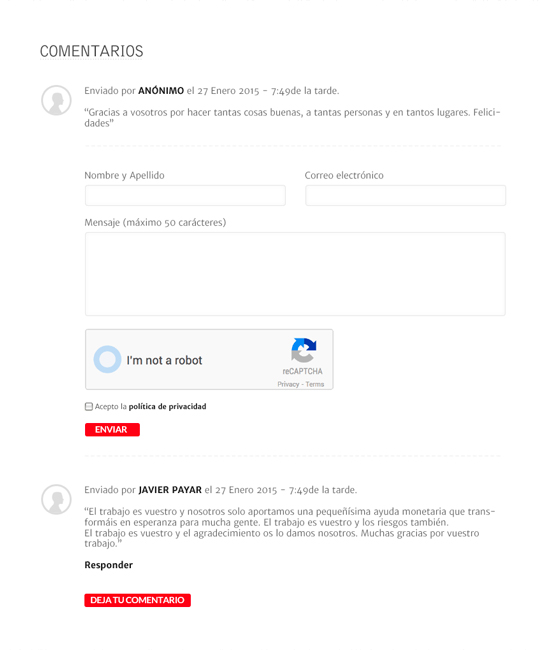 COMENTARIOS
Enviado por ANÓNIMO el 27 Enero 2015 - 7:49de la tarde.
“Gracias a vosotros por hacer tantas cosas buenas, a tantas personas y en tantos lugares. Felici-
dades”
Nombre y Apellido Correo electrónico
Mensaje (máximo 50 carácteres)
I'm not a robot
reCAPTCHA
Privacy - Terms
Acepto la política de privacidad
ENVIAR
Enviado por JAVIER PAYAR el 27 Enero 2015 - 7:49de la tarde.
“El trabajo es vuestro y nosotros solo aportamos una pequeñísima ayuda monetaria que trans-
formáis en esperanza para mucha gente. El trabajo es vuestro y los riesgos también.
El trabajo es vuestro y el agradecimiento os lo damos nosotros. Muchas gracias por vuestro
trabajo.”
Responder
DEJA TU COMENTARIO